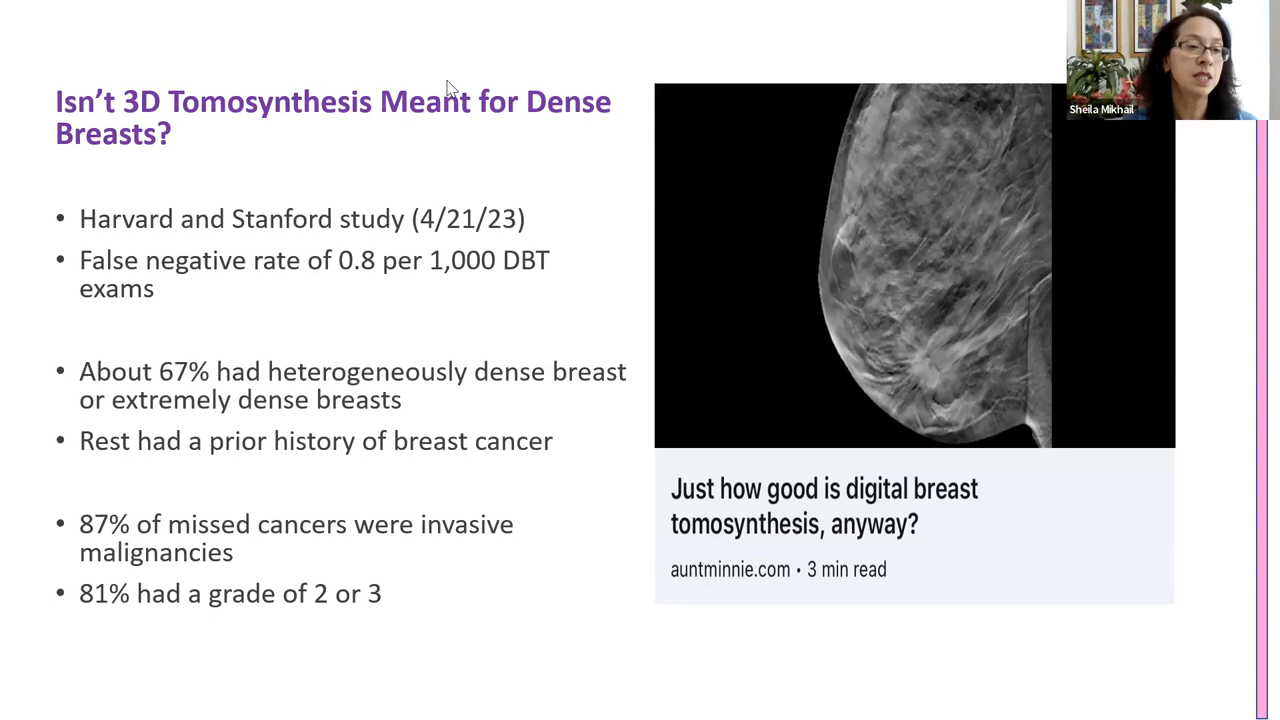 Isn’t 3D Tomosynthesis Meant for Dense
Breasts?
• Harvard and Stanford study (4/21/23)
• False negative rate of 0.8 per 1,000 DBT
exams
• About 67% had heterogeneously dense breast
or extremely dense breasts
• Rest had a prior history of breast cancer
• 87% of missed cancers were invasive
malignancies
• 81% had a grade of 2 or 3
Sheila Mikhail
Just how good is digital breast
tomosynthesis, anyway?
auntminnie.com • 3 min read